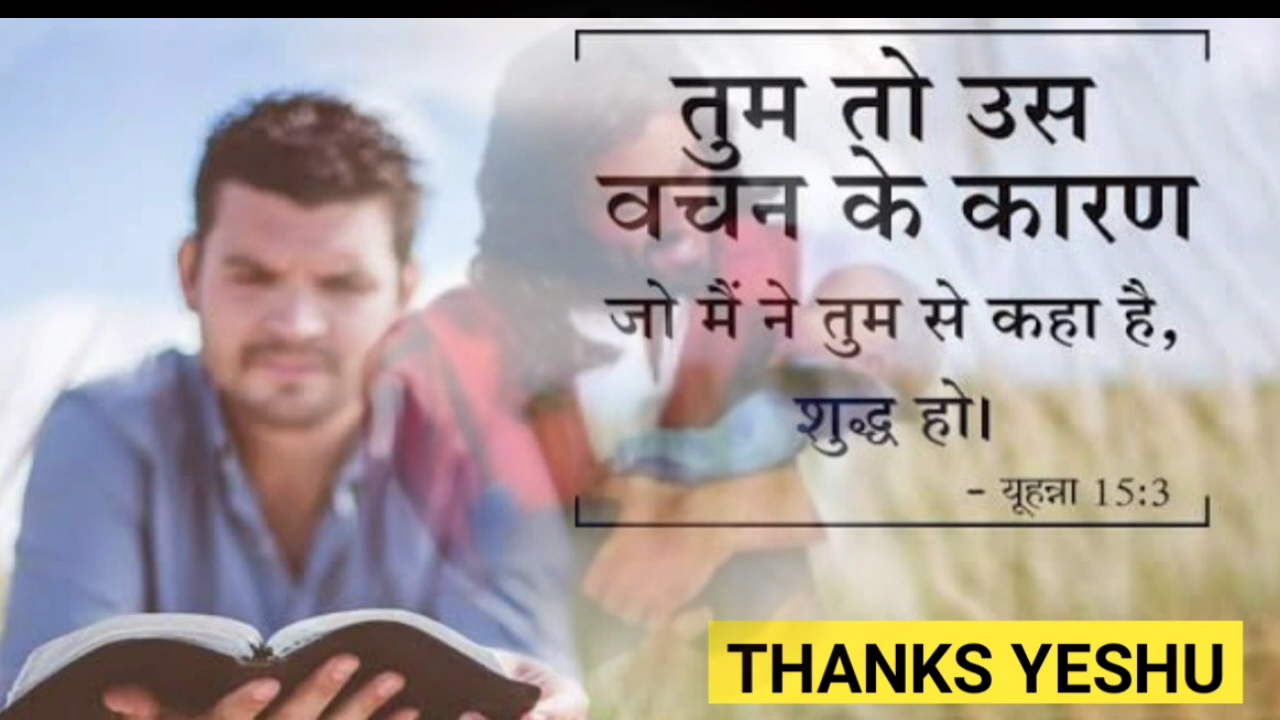 तुम तो उस
वचन के कारण
जो मैं ने तुम से कहा है,
शुद्ध हो।
- यूहन्ना 15:3
THANKS YESHU